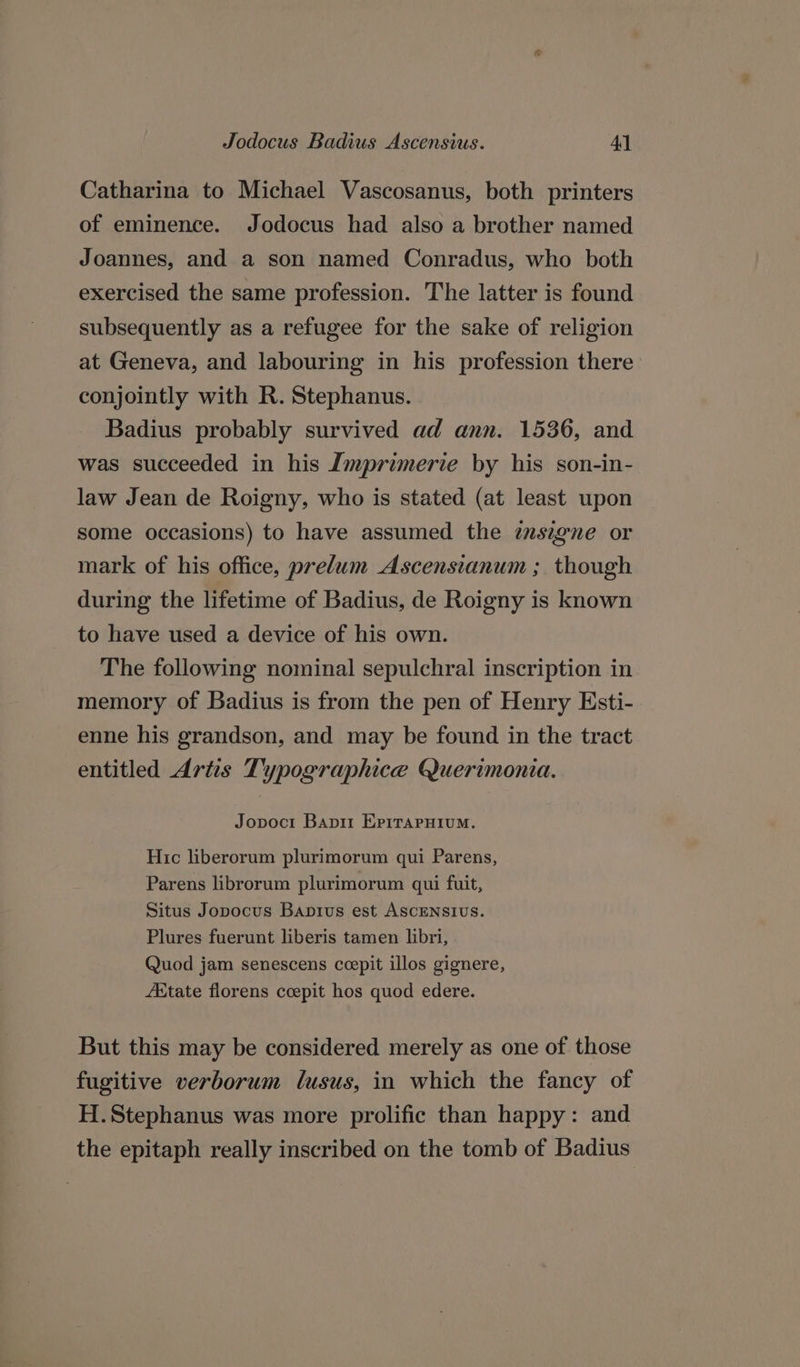 Jodocus Badius Ascensius. 41
Catharina to Michael Vascosanus, both printers
of eminence. Jodocus had also a brother named
Joannes, and a son named Conradus, who both
exercised the same profession. The latter is found
subsequently as a refugee for the sake of religion
at Geneva, and labouring in his profession there
conjointly with R. Stephanus.
Badius probably survived ad ann. 1536, and
was succeeded in his Imprimerie by his son-in-
law Jean de Roigny, who is stated (at least upon
some occasions) to have assumed the insigne or
mark of his office, prelum Ascensianum; though
during the lifetime of Badius, de Roigny is known
to have used a device of his own.
The following nominal sepulchral inscription in
memory of Badius is from the pen of Henry Esti-
enne his grandson, and may be found in the tract
entitled Artis Typographicæ Querimonia.
Jodoci Badii Epitaphium.
Hic liberorum plurimorum qui Parens,
Parens librorum plurimorum qui fuit,
Situs Jodocus Badius est Ascensius.
Plures fuerunt liberis tamen libri,
Quod jam senescens cœpit illos gignere,
Ætate florens cœpit hos quod edere.
But this may be considered merely as one of those
fugitive verborum lusus, in which the fancy of
H. Stephanus was more prolific than happy: and
the epitaph really inscribed on the tomb of Badius